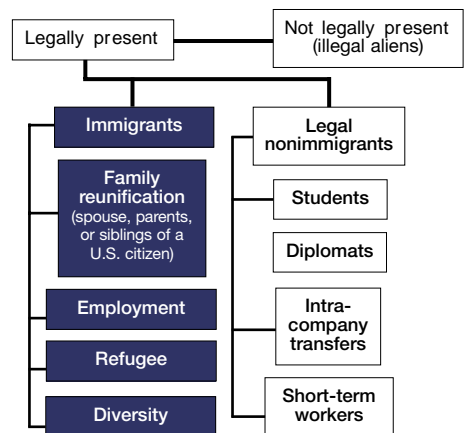 Legally present
Not legally present
(illegal aliens)
Immigrants
Family
reunification
(spouse, parents,
or siblings of a
U.S. citizen)
Employment
Refugee
Diversity
Legal
nonimmigrants
Students
Diplomats
Intra-
company
transfers
Short-term
workers